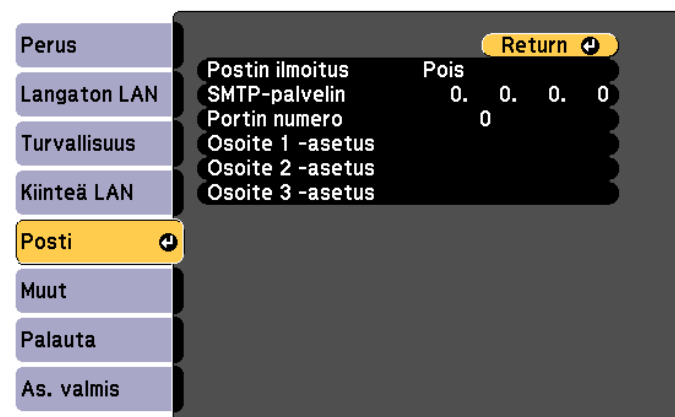 Perus
Langaton LAN
Turvallisuus
Kiinteä LAN
Posti
Muut
Palauta
As. valmis
Return
Postin ilmoitus Pois
SMTP-palvelin 0. 0. 0. 0
Portin numero 0
Osoite 1 -asetus
Osoite 2 -asetus
Osoite 3 -asetus